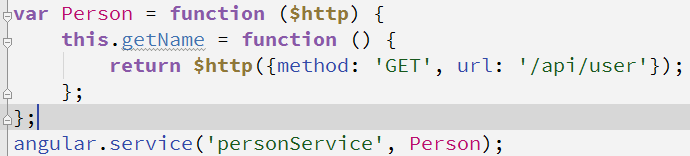 var Person = function ($http) {
    this.getName = function () {
        return $http({method: 'GET', url: '/api/user'});
    };
};
angular.service('personService', Person);